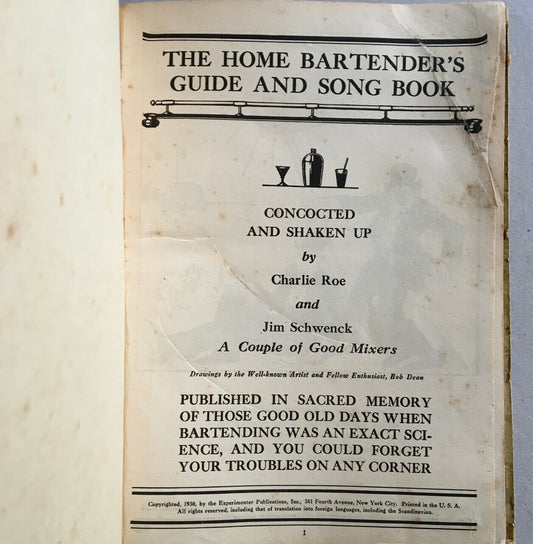 THE HOME BARTENDER'S
GUIDE AND SONG BOOK
CONCOCTED
AND SHAKEN UP
by
Charlie Roe
and
Jim Schwenck
A Couple of Good Mixers
Drawings by the Well-known Artist and Fellow Enthusiast, Bob Dean
PUBLISHED IN SACRED MEMORY
OF THOSE GOOD OLD DAYS WHEN
BARTENDING WAS AN EXACT SCI-
ENCE, AND YOU COULD FORGET
YOUR TROUBLES ON ANY CORNER
Copyrighted, 1930, by the Experimenter Publications, Inc., 381 Fourth Avenue, New York City. Printed in the U. S. A.
All rights reserved, including that of translation into foreign languages, including the Scandinavian.
1